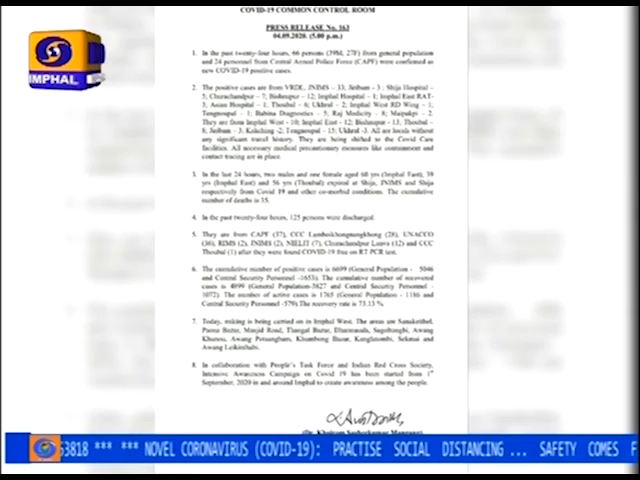 COVID-19 COMMON CONTROL ROOM
PRESS RELEASE No. 163
04.09.2020. (5.00 p.m.)
IMPHAL
1. In the past twenty-four hours, 66 persons (39M, 27F) from general population
and 24 personnel from Central Armed Police Force (CAPF) were confirmed as
new COVID-19 positive cases.
2. The positive cases are from VRDL, JNIMS – 33; Jiribam - 3 ; Shija Hospital –
5; Churachandpur – 7; Bishnupur – 12; Imphal Hospital – 1; Imphal East RAT-
3, Asian Hospital – 1, Thoubal – 6; Ukhrul – 2, Imphal West RD Wing – 1;
Tengnoupal – 1; Babina Diagnostics – 5; Raj Medicity – 8; Maipakpi – 2.
They are from Imphal West - 10; Imphal East – 12; Bishnupur - 13; Thoubal –
8; Jiribam – 3, Kakching -2; Tengnoupal – 15; Ukhrul -3. All are locals without
any significant travel history. They are being shifted to the Covid Care
facilities. All necessary medical precautionary measures like containment and
contact tracing are in place.
3. In the last 24 hours, two males and one female aged 60 yrs (Imphal East), 39
yrs (Imphal East) and 56 yrs (Thoubal) expired at Shija, JNIMS and Shija
respectively from Covid 19 and other co-morbid conditions. The cumulative
number of deaths is 35.
4. In the past twenty-four hours, 125 persons were discharged.
5. They are from CAPF (37), CCC Lamboikhongnangkhong (28), UNACCO
(36), RIMS (2), JNIMS (2), NIELIT (7), Churachandpur Leava (12) and CCC
Thoubal (1) after they were found COVID-19 free on RT PCR test.
6. The cumulative number of positive cases is 6699 (General Population - 5046
and Central Security Personnel -1653). The cumulative number of recovered
cases is 4899 (General Population-3827 and Central Security Personnel -
1072). The number of active cases is 1765 (General Population - 1186 and
Central Security Personnel -579).The recovery rate is 73.13 %.
7. Today, miking is being carried on in Imphal West. The areas are Sanakeithel,
Paona Bazar, Masjid Road, Thangal Bazar, Dharmasala, Sagolbandghi, Awang
Khunou, Awang Potsangbam, Khumbong Bazar, Kanglatombi, Sekmai and
Awang Leikinthabi.
8. In collaboration with People's Task Force and Indian Red Cross Society,
Intensive Awareness Campaign on Covid 19 has been started from 1st
September, 2020 in and around Imphal to create awareness among the people.
63818 *** *** NOVEL CORONAVIRUS (COVID-19): PRACTISE SOCIAL DISTANCING ... SAFETY COMES F